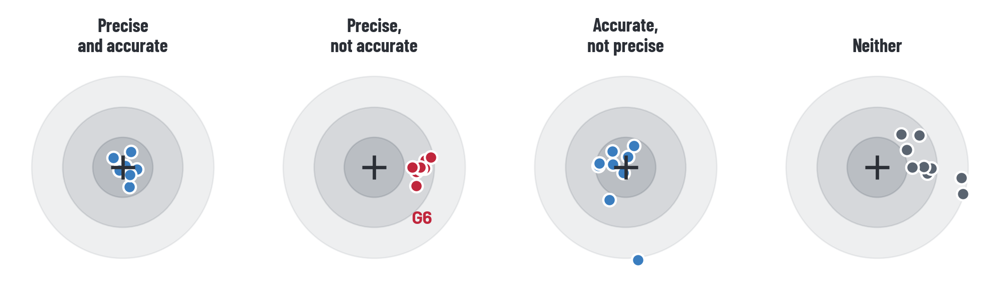 Precise
and accurate
Precise,
not accurate
Accurate,
not precise
Neither
G6